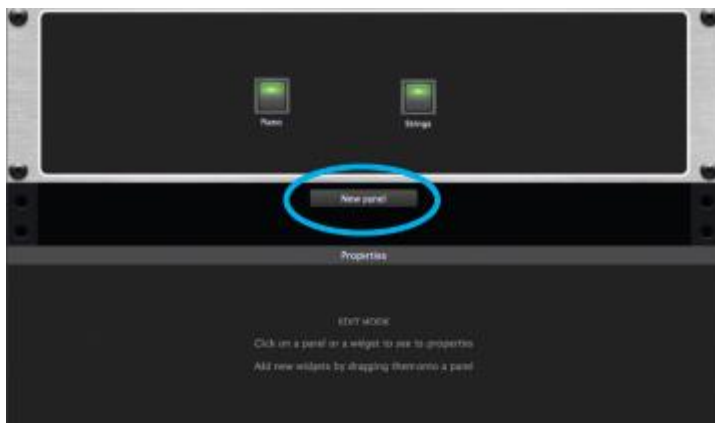 Piano
Strings
New panel
Properties
EDIT MODE
Click on a panel or a widget to see to properties
Add new widgets by dragging them onto a panel